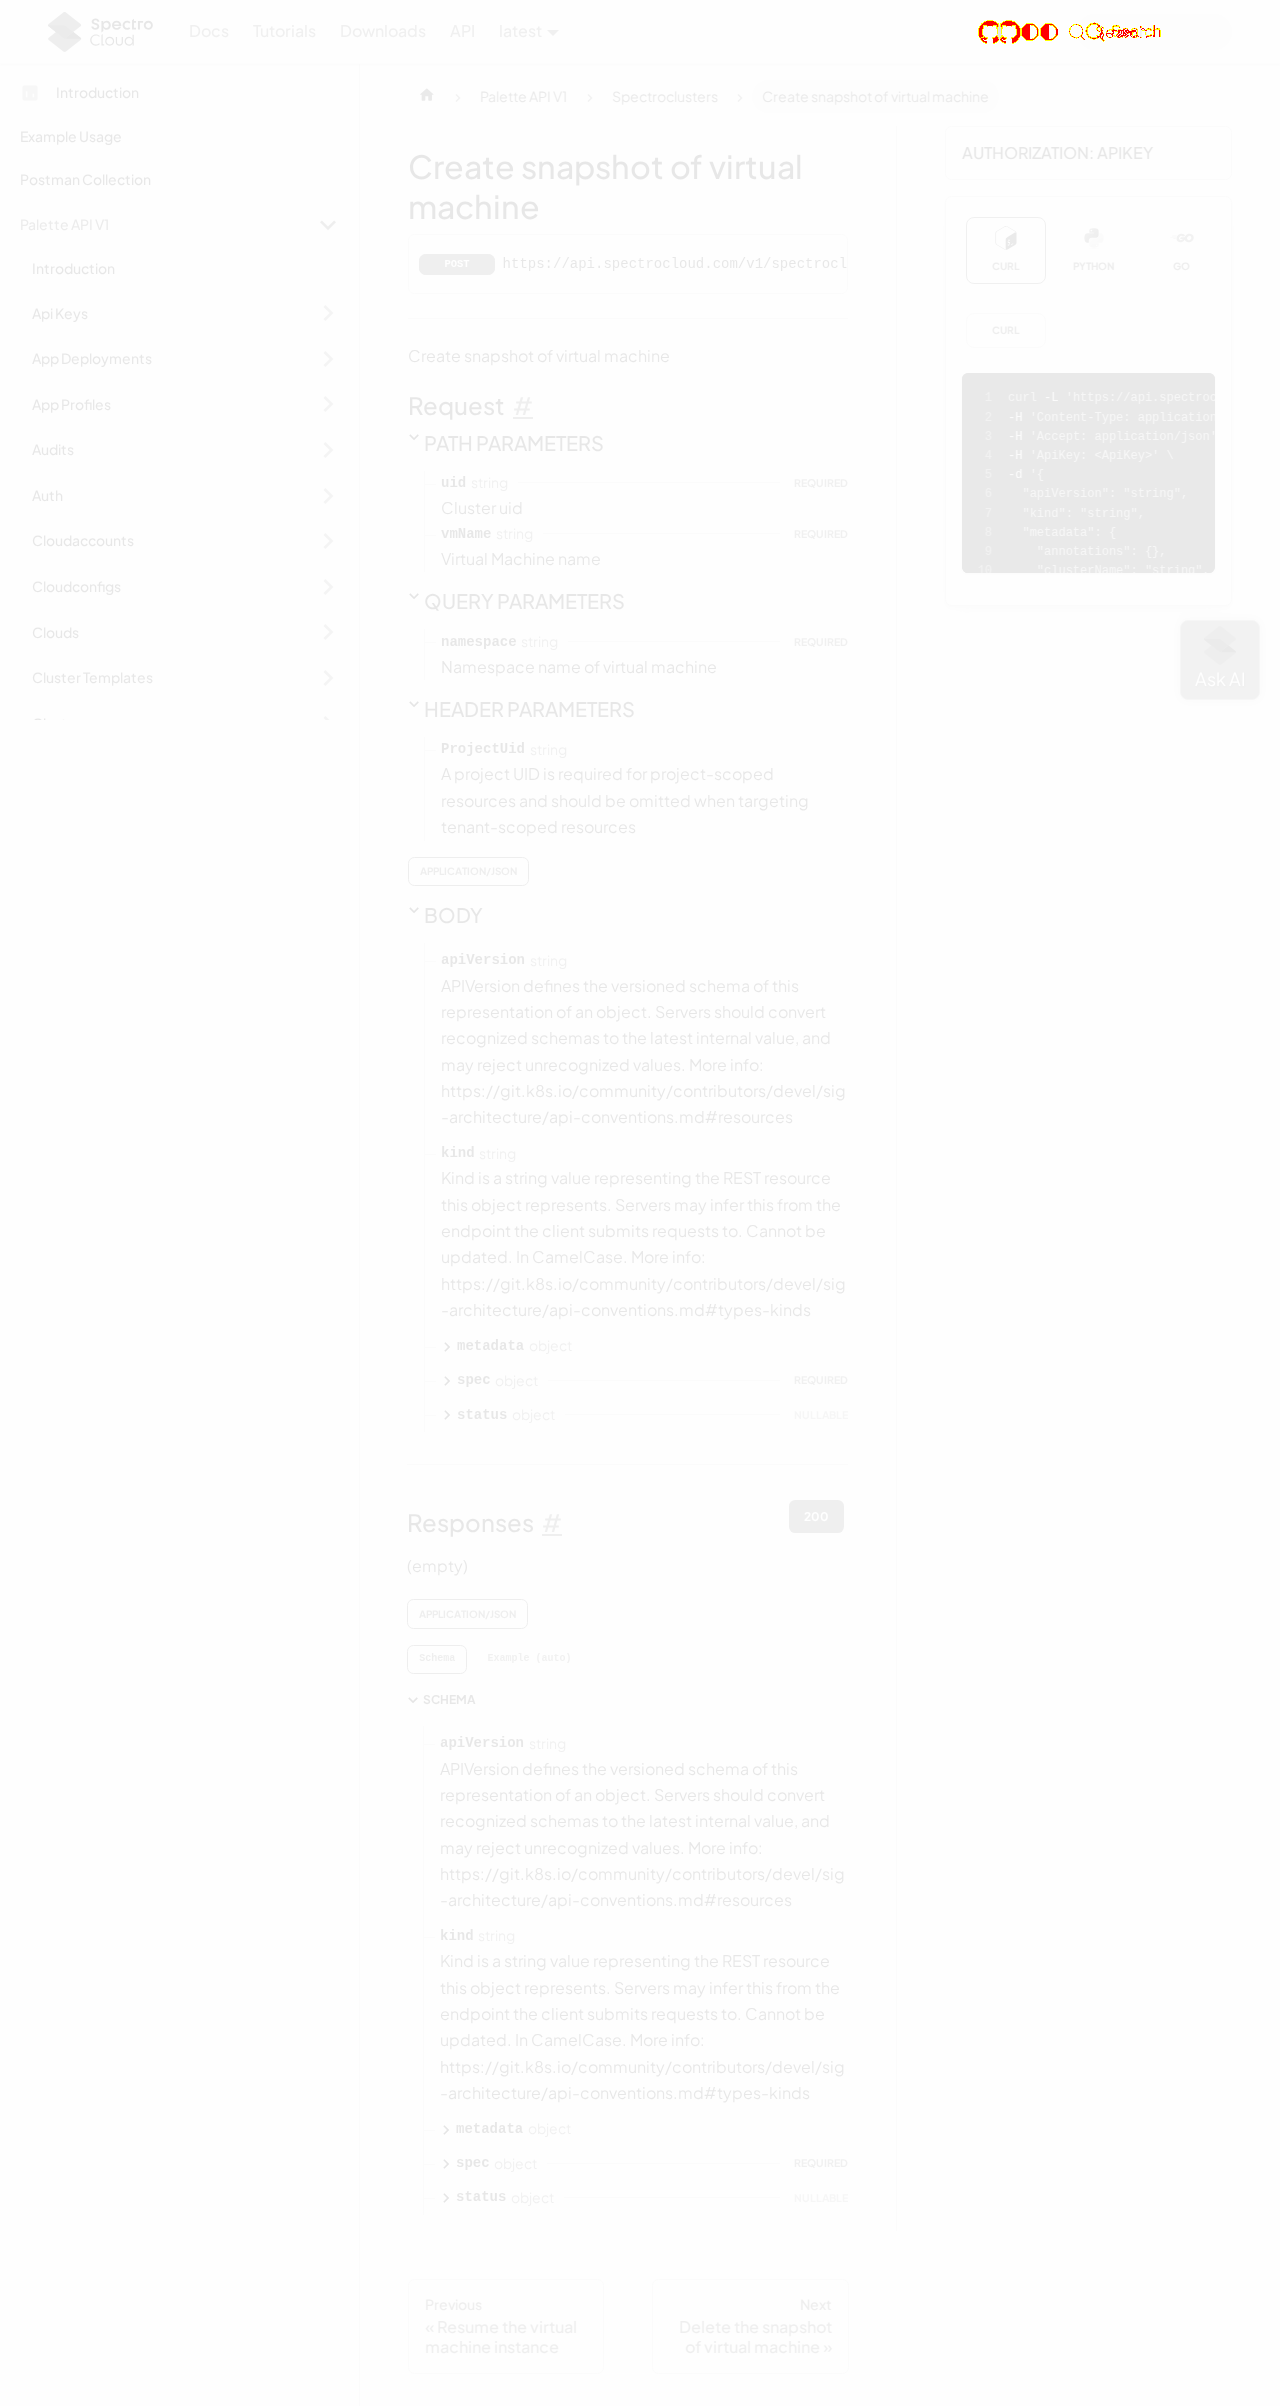 Spectro
Cloud
Docs
Tutorials
Downloads
API
latest
Introduction
Example Usage
Postman Collection
Palette API V1
Introduction
Api Keys
App Deployments
App Profiles
Audits
Auth
Cloudaccounts
Cloudconfigs
Clouds
Cluster Templates
Palette API V1
Spectroclusters
Create snapshot of virtual machine
Create snapshot of virtual
machine
POST https://api.spectrocloud.com/v1/spectrocl
Create snapshot of virtual machine
Request #
PATH PARAMETERS
uid string REQUIRED
Cluster uid
vmName string REQUIRED
Virtual Machine name
QUERY PARAMETERS
namespace string REQUIRED
Namespace name of virtual machine
HEADER PARAMETERS
ProjectUid string
A project UID is required for project-scoped
resources and should be omitted when targeting
tenant-scoped resources
APPLICATION/JSON
BODY
apiVersion string
APIVersion defines the versioned schema of this
representation of an object. Servers should convert
recognized schemas to the latest internal value, and
may reject unrecognized values. More info:
https://git.k8s.io/community/contributors/devel/sig
-architecture/api-conventions.md#resources
kind string
Kind is a string value representing the REST resource
this object represents. Servers may infer this from the
endpoint the client submits requests to. Cannot be
updated. In CamelCase. More info:
https://git.k8s.io/community/contributors/devel/sig
-architecture/api-conventions.md#types-kinds
metadata object
spec object REQUIRED
status object NULLABLE
Responses #
200
(empty)
APPLICATION/JSON
Schema
Example (auto)
SCHEMA
apiVersion string
APIVersion defines the versioned schema of this
representation of an object. Servers should convert
recognized schemas to the latest internal value, and
may reject unrecognized values. More info:
https://git.k8s.io/community/contributors/devel/sig
-architecture/api-conventions.md#resources
kind string
Kind is a string value representing the REST resource
this object represents. Servers may infer this from the
endpoint the client submits requests to. Cannot be
updated. In CamelCase. More info:
https://git.k8s.io/community/contributors/devel/sig
-architecture/api-conventions.md#types-kinds
metadata object
spec object REQUIRED
status object NULLABLE
Previous
« Resume the virtual
machine instance
Next
Delete the snapshot
of virtual machine »
AUTHORIZATION: APIKEY
CURL
PYTHON
GO
CURL
1 curl -L 'https://api.spectroc
2 -H 'Content-Type: application
3 -H 'Accept: application/json'
4 -H 'ApiKey: <ApiKey>' \
5 -d '{
6 "apiVersion": "string",
7 "kind": "string",
8 "metadata": {
9 "annotations": {},
10 "clusterName": "string"
Ask AI